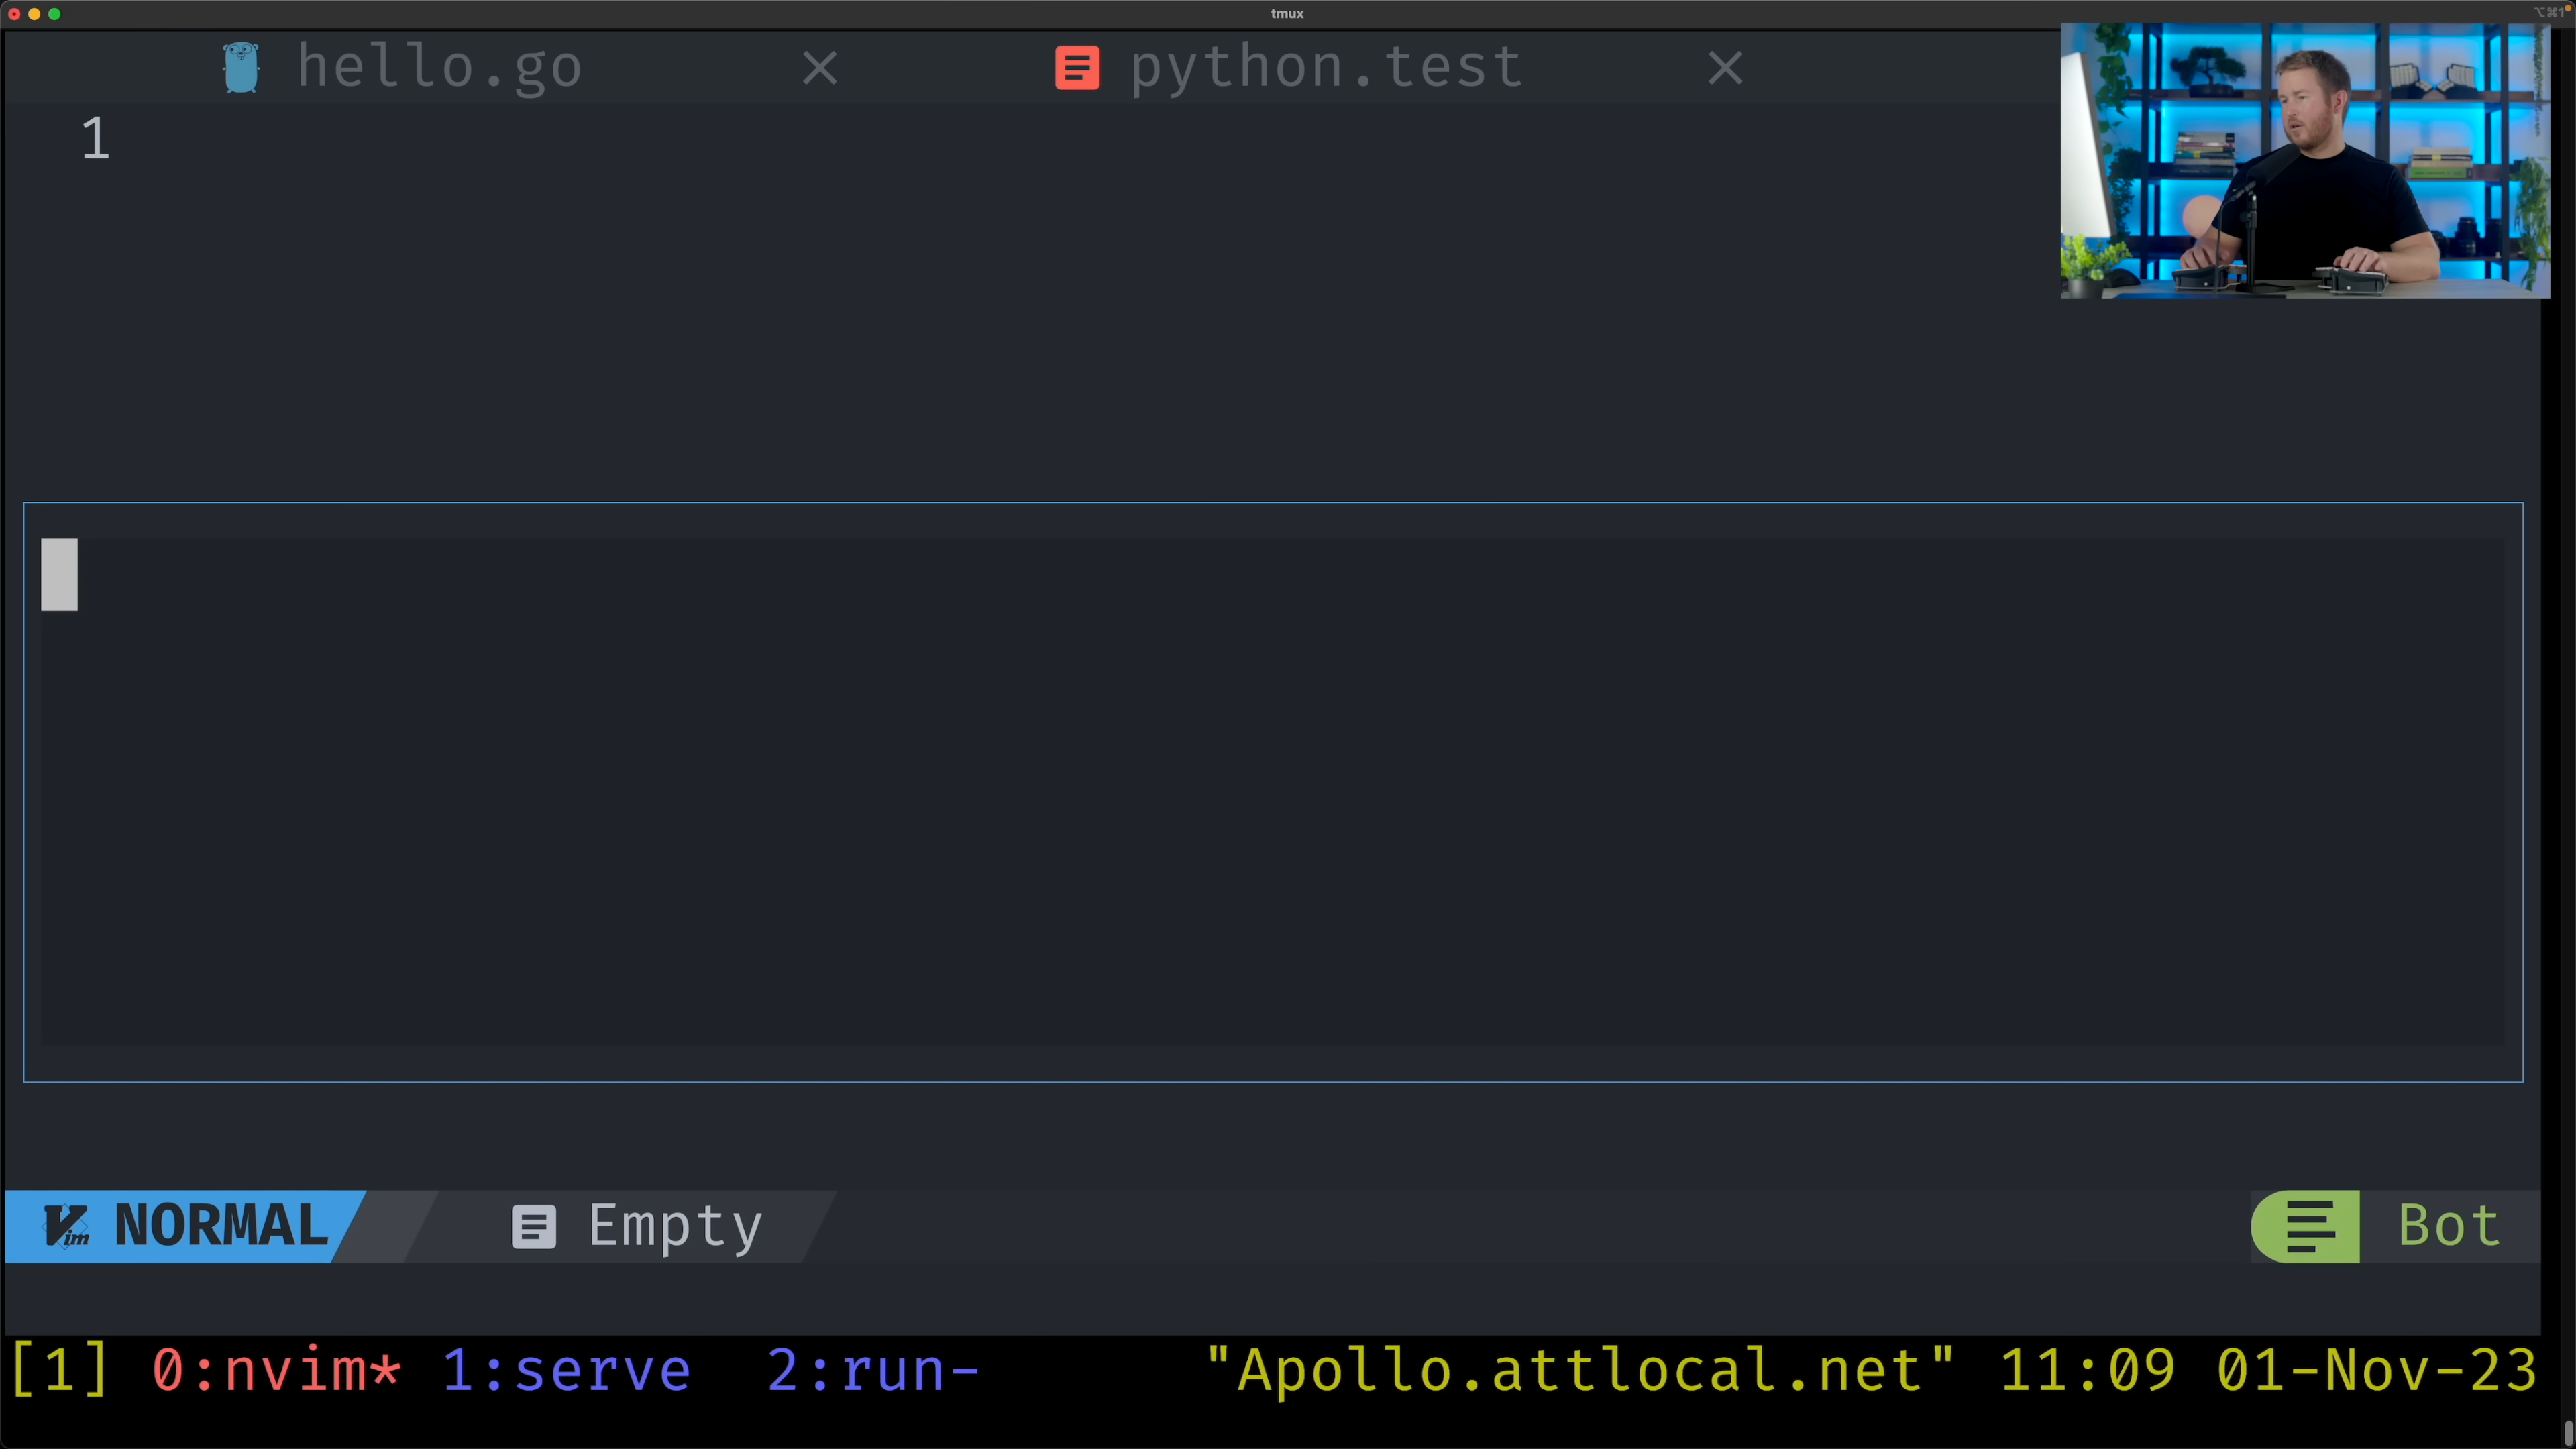 tmux
⌥⌘1
hello.go
python.test
1
NORMAL
Empty
Bot
[1] 0:nvim* 1:serve 2:run- "Apollo.attlocal.net" 11:09 01-Nov-23